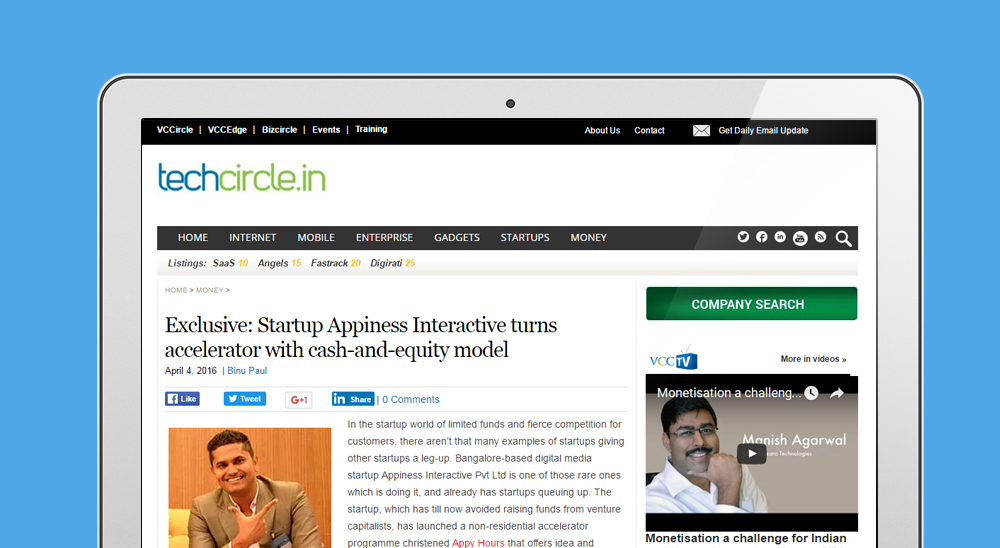 VCCircle | VCCEdge | Bizcircle | Events | Training
About Us Contact Get Daily Email Update
techcircle.in
HOME INTERNET MOBILE ENTERPRISE GADGETS STARTUPS MONEY
Listings: SaaS 10 Angels 15 Fastrack 20 Digirati 25
HOME > MONEY >
Exclusive: Startup Appiness Interactive turns
accelerator with cash-and-equity model
April 4, 2016 | Binu Paul
Like Tweet G+1 in Share | 0 Comments
In the startup world of limited funds and fierce competition for
customers, there aren't that many examples of startups giving
other startups a leg-up. Bangalore-based digital media
startup Appiness Interactive Pvt Ltd is one of those rare ones
which is doing it, and already has startups queuing up. The
startup, which has till now avoided raising funds from venture
capitalists, has launched a non-residential accelerator
programme christened Appy Hours that offers idea and
COMPANY SEARCH
VCC TV
More in videos »
Monetisation a challeng...
Manish Agarwal
Technologies
Monetisation a challenge for Indian